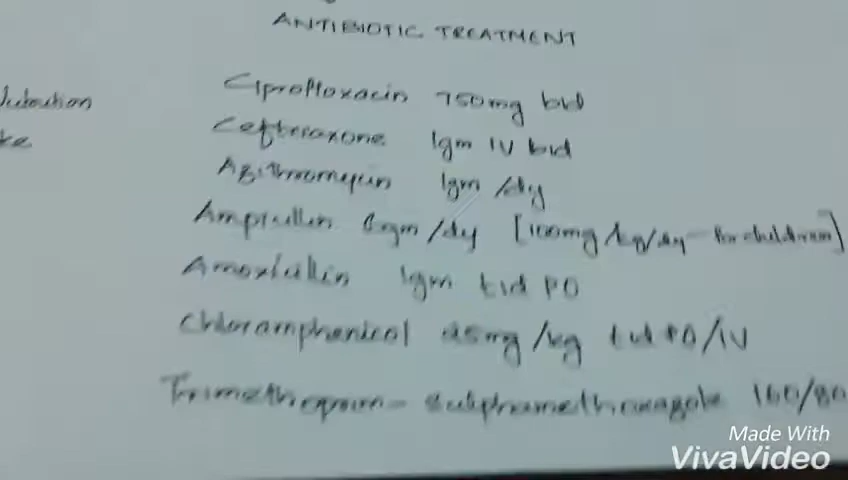 ANTIBIOTIC TREATMENT
Ciprofloxacin 750mg bid
Ceftriaxone 1gm IV bid
Azithromycin 1gm /dy
Ampicillin 6gm /dy [100mg/kg/dy - for children]
Amoxicillin 1gm tid PO
Chloramphenicol 25mg/kg tid PO/IV
Trimethoprim - sulphamethoxazole 160/80
Made With
VivaVideo